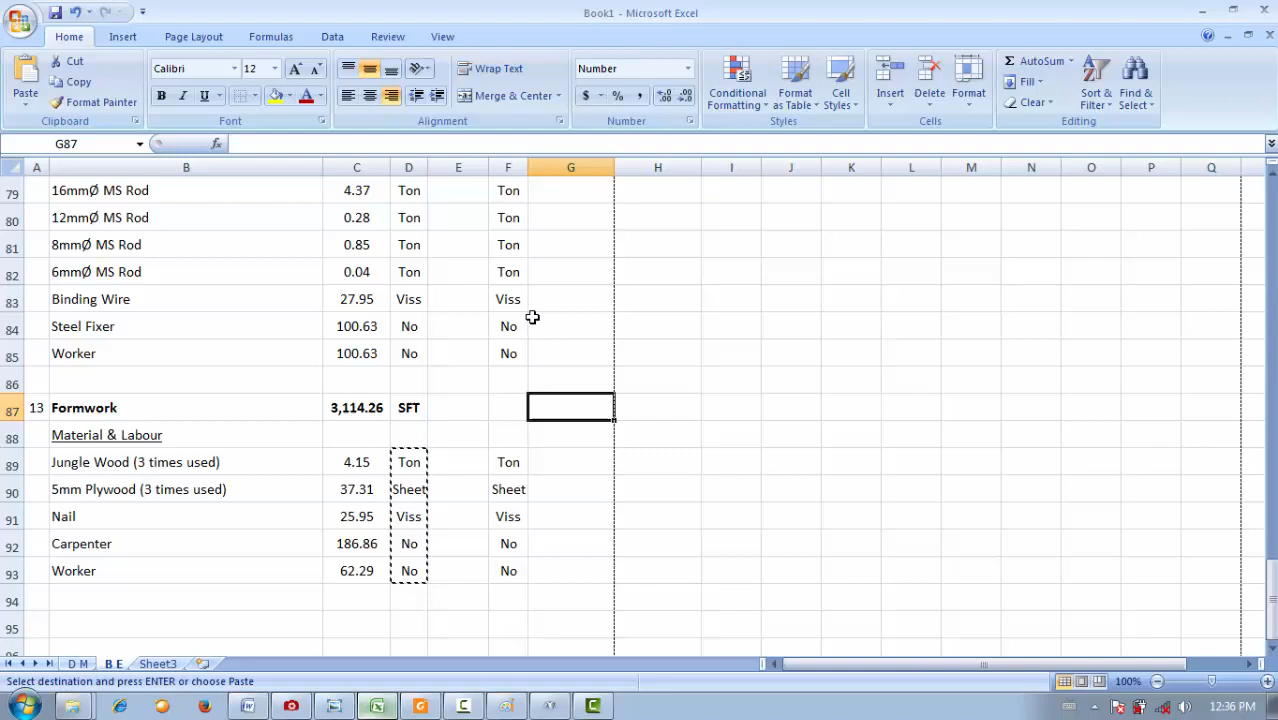 Book1 - Microsoft Excel
Home Insert Page Layout Formulas Data Review View
Paste Cut Copy Format Painter Clipboard
Calibri 12 A A B I U A Font
Wrap Text Merge & Center Alignment
Number $ % , Number
Conditional Formatting Format as Table Cell Styles Styles
Insert Delete Format Cells
Σ AutoSum Fill Clear Sort & Filter Find & Select Editing
G87 fx
A B C D E F G H I J K L M N O P Q
79 16mmØ MS Rod 4.37 Ton Ton
80 12mmØ MS Rod 0.28 Ton Ton
81 8mmØ MS Rod 0.85 Ton Ton
82 6mmØ MS Rod 0.04 Ton Ton
83 Binding Wire 27.95 Viss Viss
84 Steel Fixer 100.63 No No
85 Worker 100.63 No No
86
87 13 Formwork 3,114.26 SFT
88 Material & Labour
89 Jungle Wood (3 times used) 4.15 Ton Ton
90 5mm Plywood (3 times used) 37.31 Sheet Sheet
91 Nail 25.95 Viss Viss
92 Carpenter 186.86 No No
93 Worker 62.29 No No
94
95
96
D M B E Sheet3
Select destination and press ENTER or choose Paste 100%
12:36 PM